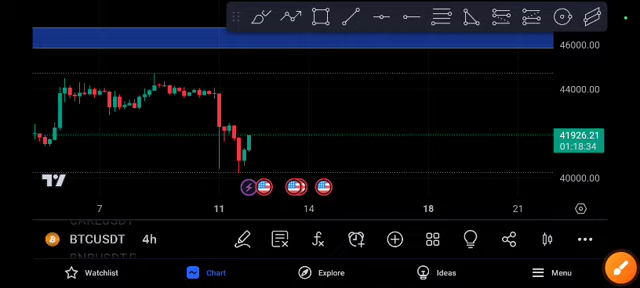 46000.00
44000.00
41926.21
01:18:34
40000.00
7 11 14 18 21
BTCUSDT 4h
Watchlist Chart Explore Ideas Menu